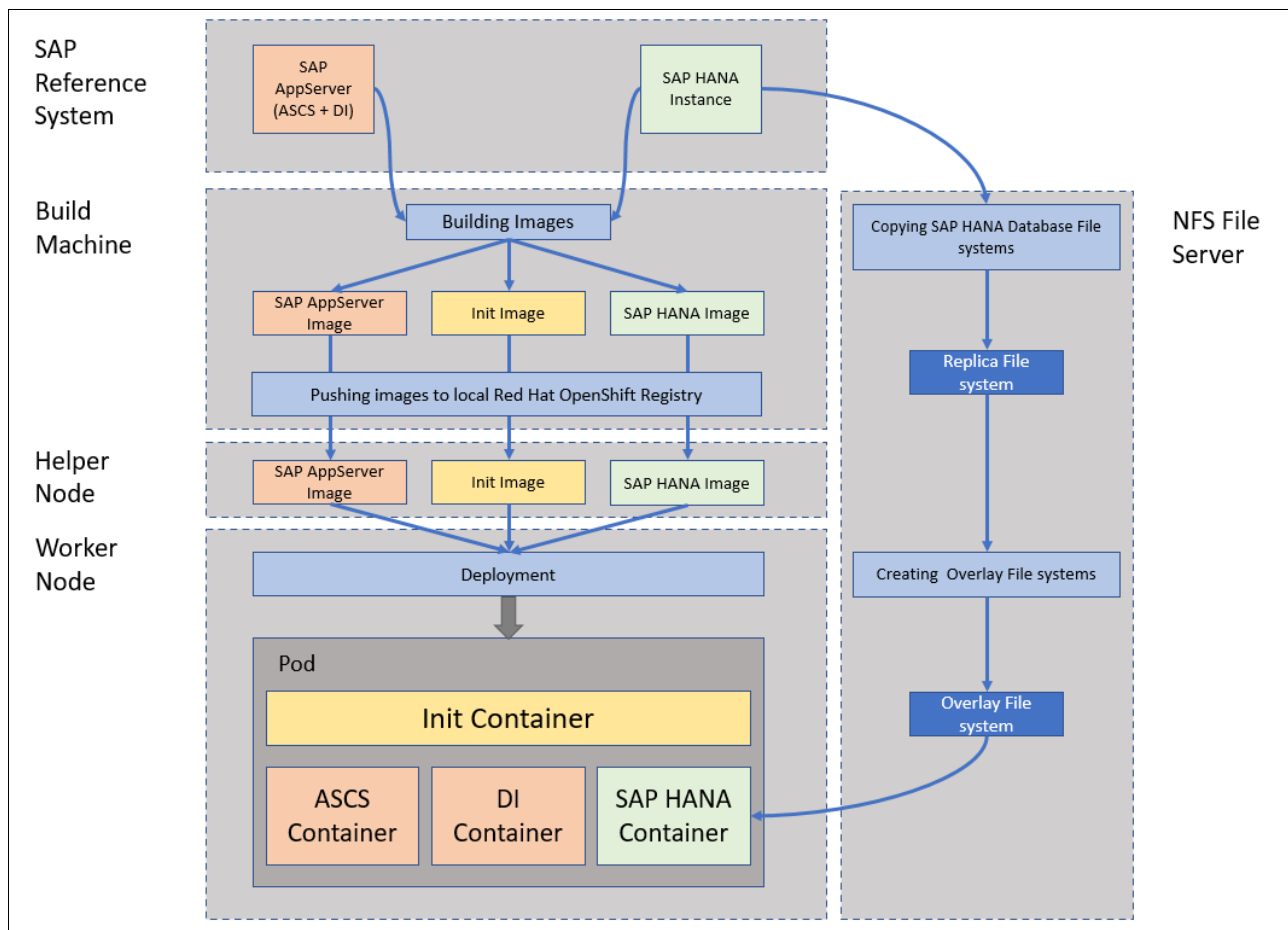 SAP
Reference
System
SAP
AppServer
(ASCS + DI)
SAP HANA
Instance
Build
Machine
Building Images
SAP AppServer
Image
Init Image
SAP HANA Image
Pushing images to local Red Hat OpenShift Registry
NFS File
Server
Copying SAP HANA Database File
systems
Replica File
system
Creating Overlay File systems
Overlay File
system
Helper
Node
SAP AppServer
Image
Init Image
SAP HANA Image
Worker
Node
Deployment
Pod
Init Container
ASCS
Container
DI
Container
SAP HANA
Container